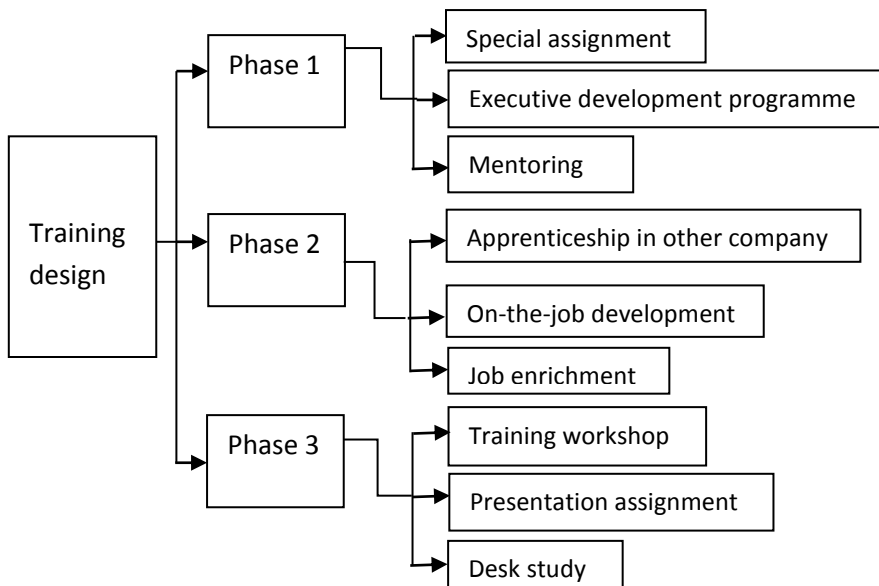 Training
design
Phase 1
Special assignment
Executive development programme
Mentoring
Phase 2
Apprenticeship in other company
On-the-job development
Job enrichment
Phase 3
Training workshop
Presentation assignment
Desk study